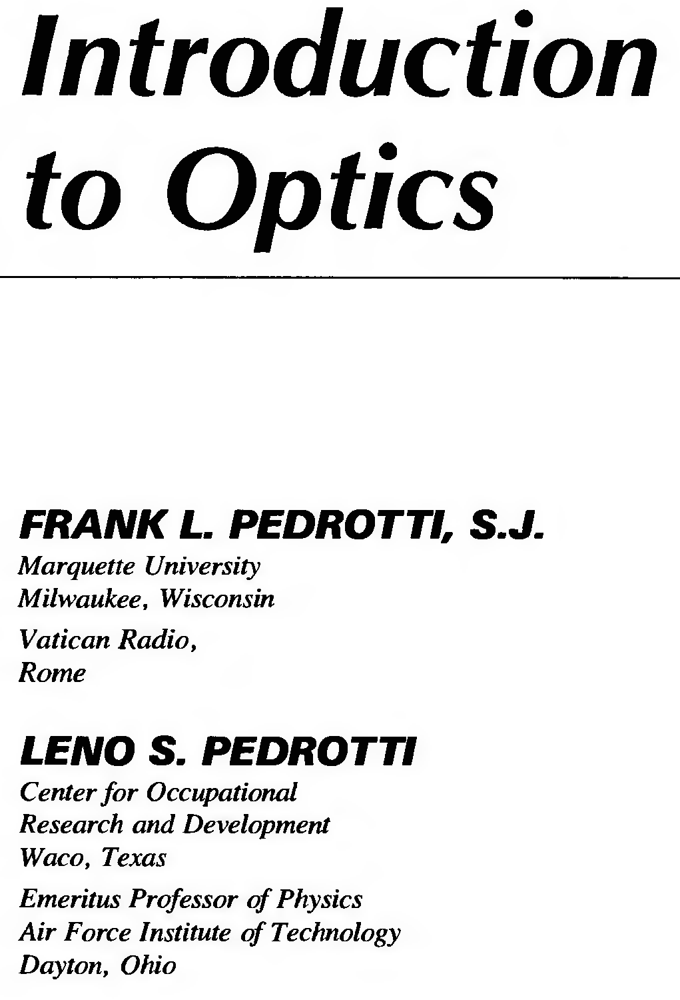 Introduction
to Optics
FRANK L. PEDROTTI, S.J.
Marquette University
Milwaukee, Wisconsin
Vatican Radio,
Rome
LENO S. PEDROTTI
Center for Occupational
Research and Development
Waco, Texas
Emeritus Professor of Physics
Air Force Institute of Technology
Dayton, Ohio